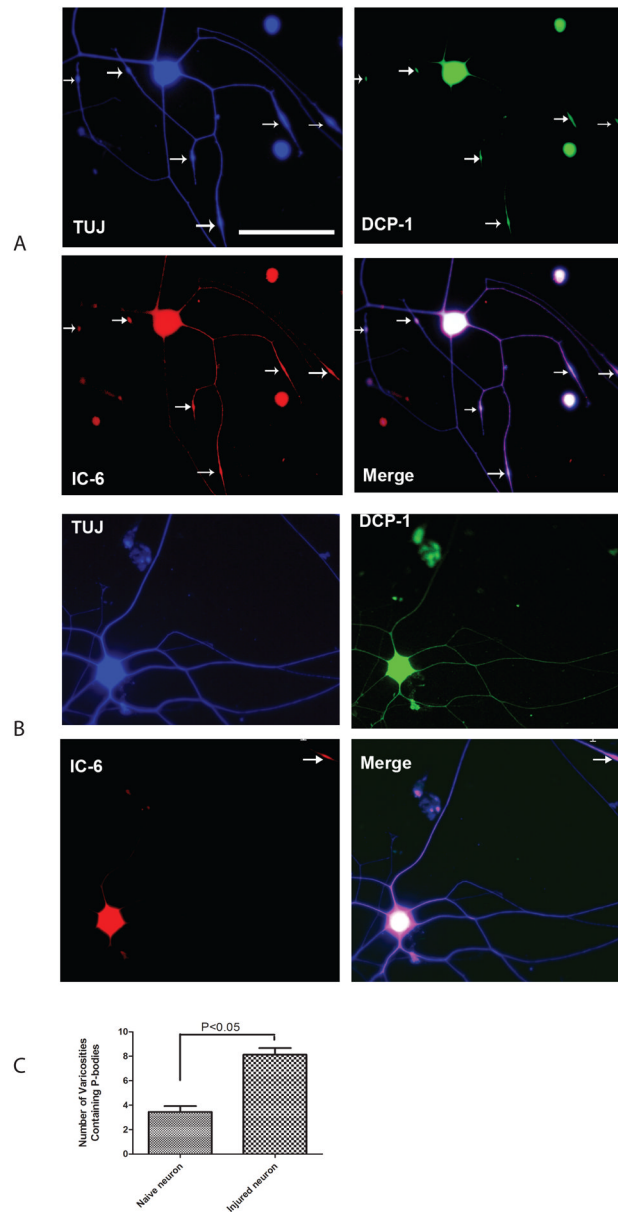 A
TUJ
DCP-1
IC-6
Merge
B
TUJ
DCP-1
IC-6
Merge
C
P<0.05
Number of Varicosities
Containing P-bodies
10
8
6
4
2
0
Naive neuron
Injured neuron